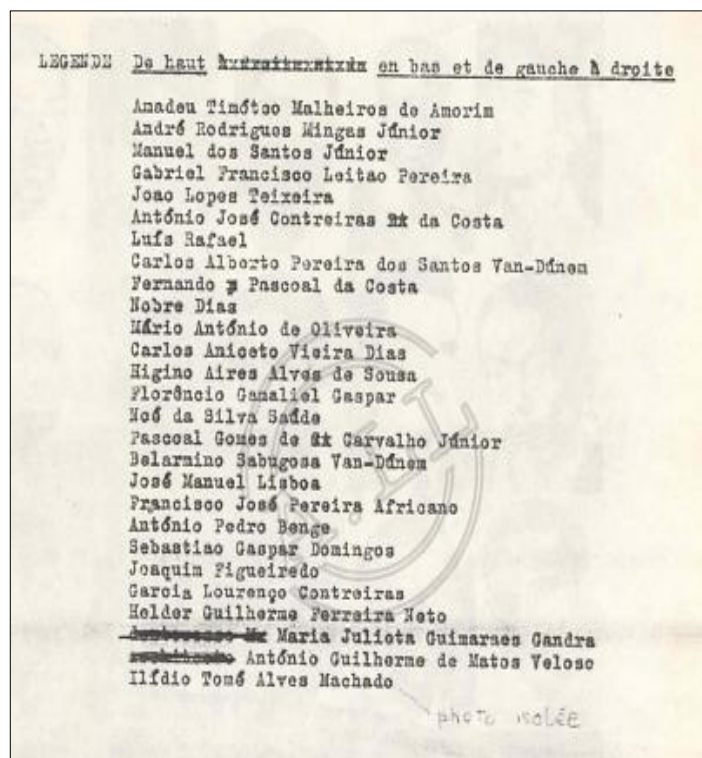 LEGENDE De haut en bas et de gauche à droite
Amadeu Timóteo Malheiros de Amorim
André Rodrigues Mingas Júnior
Manuel dos Santos Júnior
Gabriel Francisco Leitao Pereira
Joao Lopes Teixeira
António José Contreiras da Costa
Luís Rafael
Carlos Alberto Pereira dos Santos Van-Dúnem
Fernando Pascoal da Costa
Nobre Dias
Mário António de Oliveira
Carlos Aniceto Vieira Dias
Higino Aires Alves de Sousa
Florêncio Gamaliel Gaspar
Noé da Silva Saúde
Pascoal Gomes de Carvalho Júnior
Belarmino Sabugosa Van-Dúnem
José Manuel Lisboa
Francisco José Pereira Africano
António Pedro Benge
Sebastiao Gaspar Domingos
Joaquim Figueiredo
Garcia Lourenço Contreiras
Helder Guilherme Ferreira Neto
Maria Julieta Guimaraes Gandra
António Guilherme de Matos Veloso
Ilídio Tomé Alves Machado
photo isolée